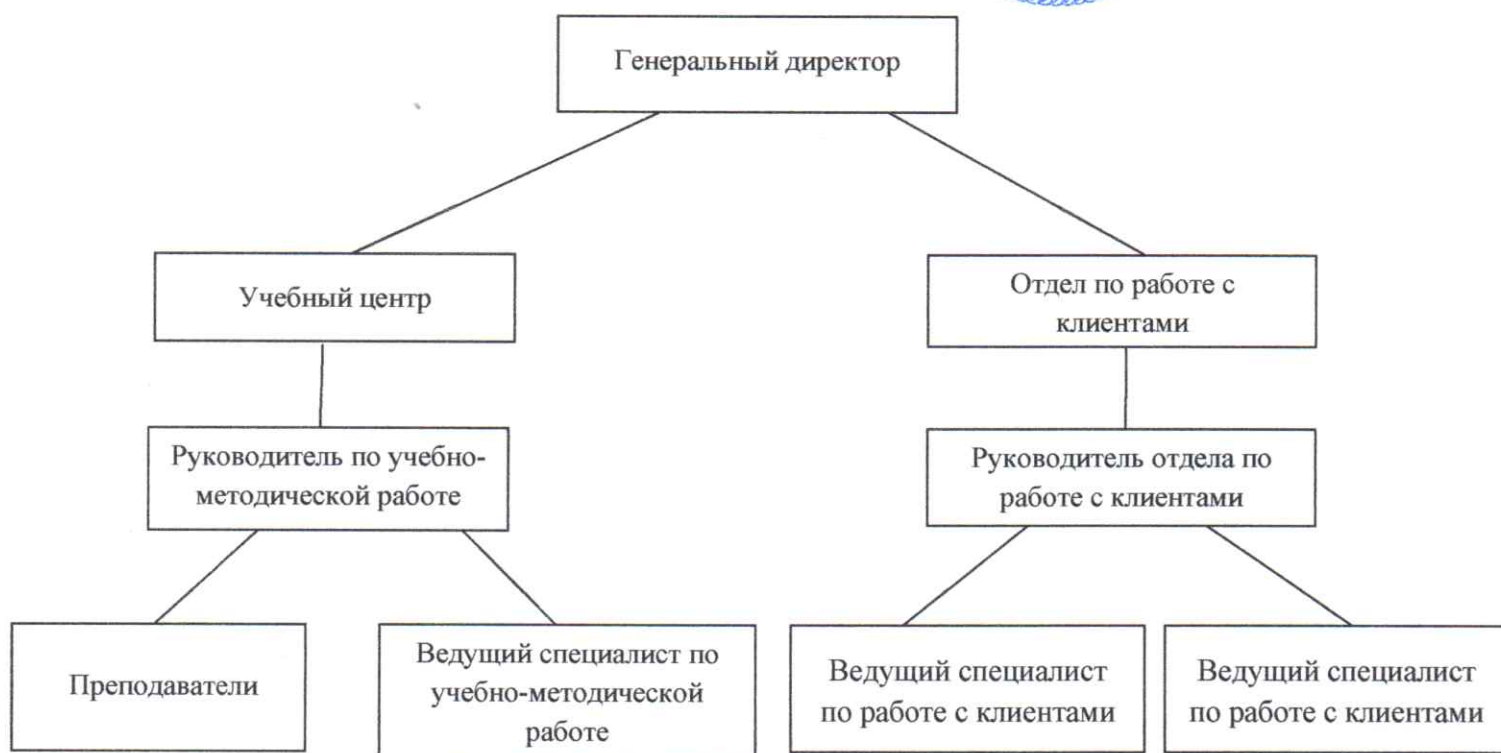 Генеральный директор
Учебный центр
Отдел по работе с
клиентами
Руководитель по учебно-
методической работе
Руководитель отдела по
работе с клиентами
Преподаватели
Ведущий специалист по
учебно-методической
работе
Ведущий специалист
по работе с клиентами
Ведущий специалист
по работе с клиентами